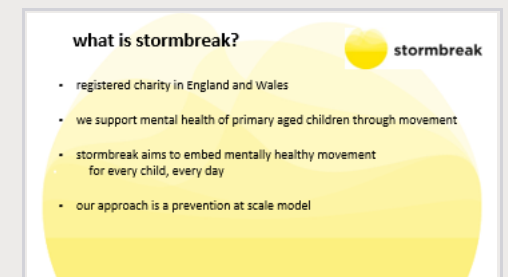 what is stormbreak?
stormbreak
• registered charity in England and Wales
• we support mental health of primary aged children through movement
• stormbreak aims to embed mentally healthy movement
for every child, every day
• our approach is a prevention at scale model